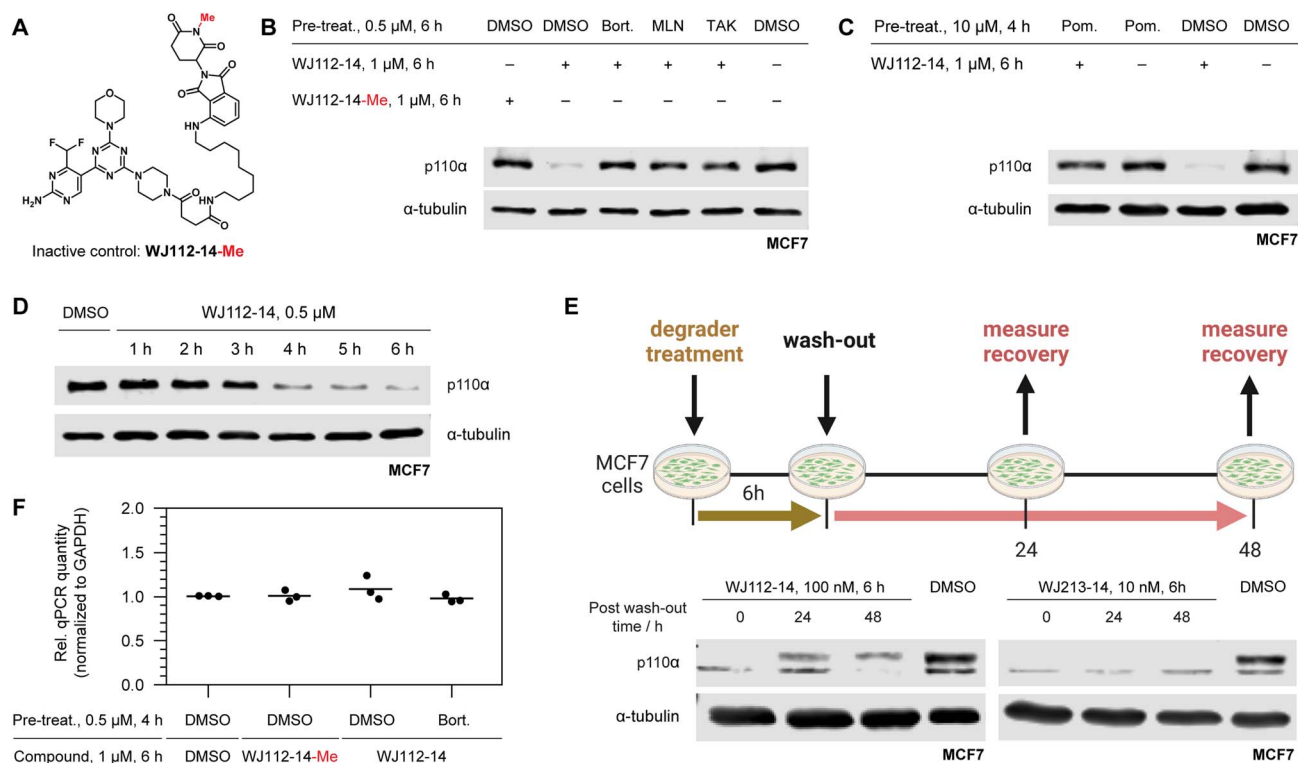 A
Me
O
N
O
N
O
O
HN
O
N
F
F
N
N
N
N
N
H₂N
N
N
O
HN
O
Inactive control: WJ112-14-Me
B
Pre-treat., 0.5 µM, 6 h DMSO DMSO Bort. MLN TAK DMSO
WJ112-14, 1 µM, 6 h – + + + + –
WJ112-14-Me, 1 µM, 6 h + – – – – –
p110α
α-tubulin
MCF7
C
Pre-treat., 10 µM, 4 h Pom. Pom. DMSO DMSO
WJ112-14, 1 µM, 6 h + – + –
p110α
α-tubulin
MCF7
D
DMSO WJ112-14, 0.5 µM
1 h 2 h 3 h 4 h 5 h 6 h
p110α
α-tubulin
MCF7
E
degrader treatment
wash-out
measure recovery
measure recovery
MCF7 cells
6h
24
48
WJ112-14, 100 nM, 6 h DMSO WJ213-14, 10 nM, 6h DMSO
Post wash-out time / h
0 24 48 0 24 48
p110α
α-tubulin
MCF7 MCF7
F
Rel. qPCR quantity
(normalized to GAPDH)
2.0
1.5
1.0
0.5
0.0
Pre-treat., 0.5 µM, 4 h DMSO DMSO DMSO Bort.
Compound, 1 µM, 6 h DMSO WJ112-14-Me WJ112-14